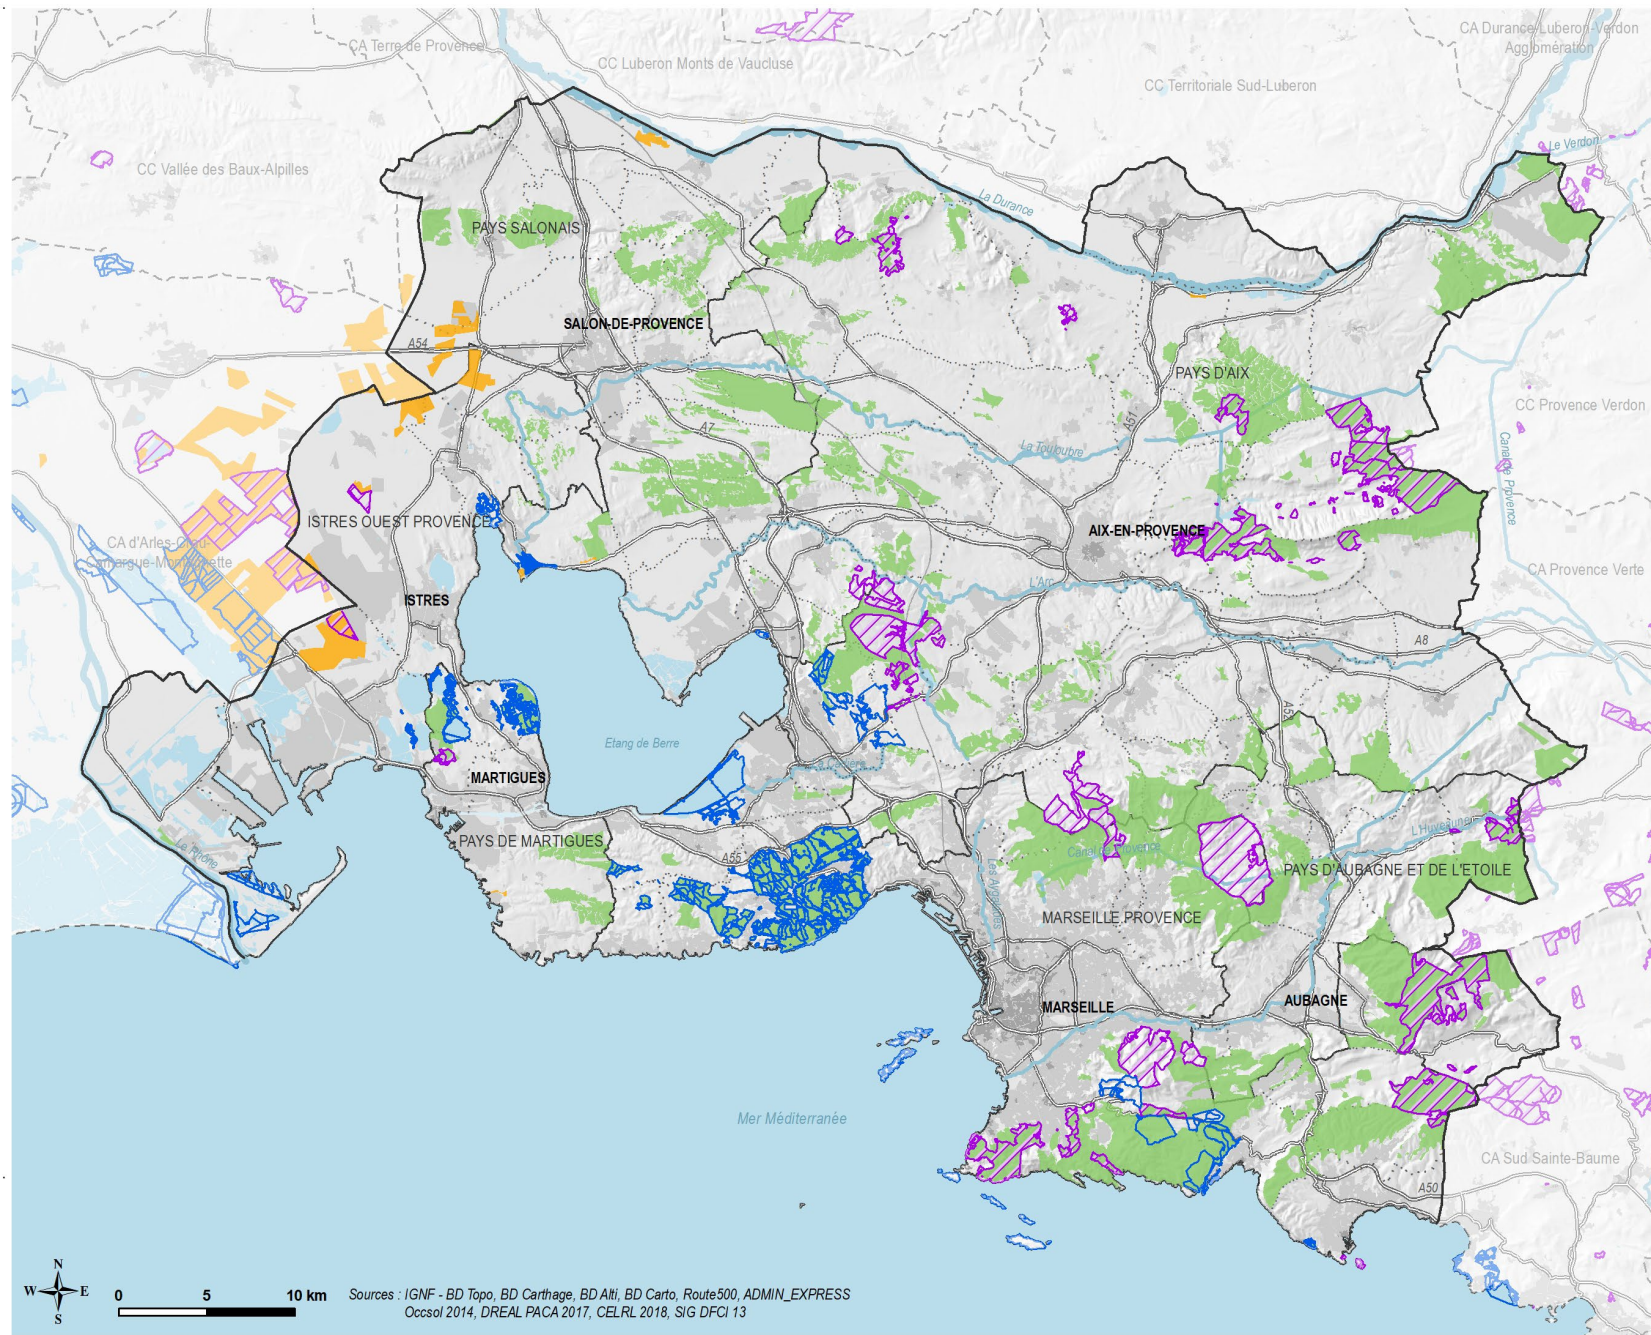 CA Terre de Provence
CA Durance-Luberon-Verdon
Agglomération
CC Luberon Monts de Vaucluse
CC Territoriale Sud-Luberon
Le Verdon
CC Vallée des Baux-Alpilles
La Durance
PAYS SALONAIS
SALON-DE-PROVENCE
A54
PAYS D'AIX
CC Provence Verdon
A7
A51
La Touloubre
Canal de Provence
ISTRES OUEST PROVENCE
AIX-EN-PROVENCE
CA d'Arles-Crau-
Camargue-Montagnette
CA Provence Verte
L'Arc
ISTRES
A8
Etang de Berre
MARTIGUES
L'Huveaune
PAYS DE MARTIGUES
Le Rhône
A55
Canal de Provence
PAYS D'AUBAGNE ET DE L'ETOILE
Les Aygalades
MARSEILLE PROVENCE
MARSEILLE
AUBAGNE
Mer Méditerranée
CA Sud Sainte-Baume
A50
N
W E
S
0 5 10 km
Sources : IGNF - BD Topo, BD Carthage, BD Alti, BD Carto, Route500, ADMIN_EXPRESS
Occsol 2014, DREAL PACA 2017, CELRL 2018, SIG DFCI 13